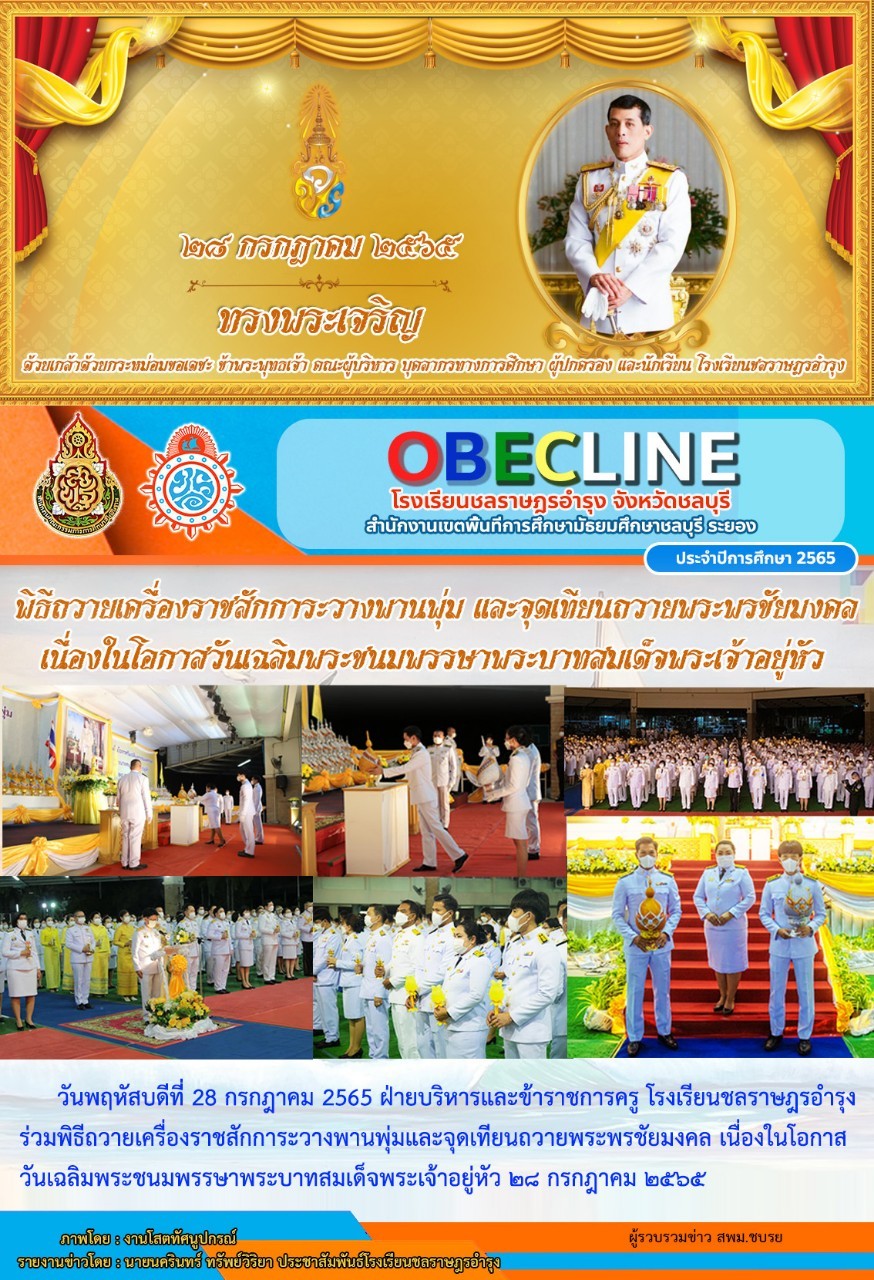 ๒๘ กรกฎาคม ๒๕๖๕
ทรงพระเจริญ
ด้วยเกล้าด้วยกระหม่อมขอเดชะ ข้าพระพุทธเจ้า คณะผู้บริหาร บุคลากรทางการศึกษา ผู้ปกครอง และนักเรียน โรงเรียนชลราษฎรอำรุง
OBECLINE
โรงเรียนชลราษฎรอำรุง จังหวัดชลบุรี
สำนักงานเขตพื้นที่การศึกษามัธยมศึกษาชลบุรี ระยอง
ประจำปีการศึกษา 2565
พิธีถวายเครื่องราชสักการะวางพานพุ่ม และจุดเทียนถวายพระพรชัยมงคล
เนื่องในโอกาสวันเฉลิมพระชนมพรรษาพระบาทสมเด็จพระเจ้าอยู่หัว
วันพฤหัสบดีที่ 28 กรกฎาคม 2565 ฝ่ายบริหารและข้าราชการครู โรงเรียนชลราษฎรอำรุง
ร่วมพิธีถวายเครื่องราชสักการะวางพานพุ่มและจุดเทียนถวายพระพรชัยมงคล เนื่องในโอกาส
วันเฉลิมพระชนมพรรษาพระบาทสมเด็จพระเจ้าอยู่หัว ๒๘ กรกฎาคม ๒๕๖๕
ภาพโดย : งานโสตทัศนูปกรณ์
ผู้รวบรวมข่าว สพม.ชบรย
รายงานข่าวโดย : นายนครินทร์ ทรัพย์วิริยา ประชาสัมพันธ์โรงเรียนชลราษฎรอำรุง